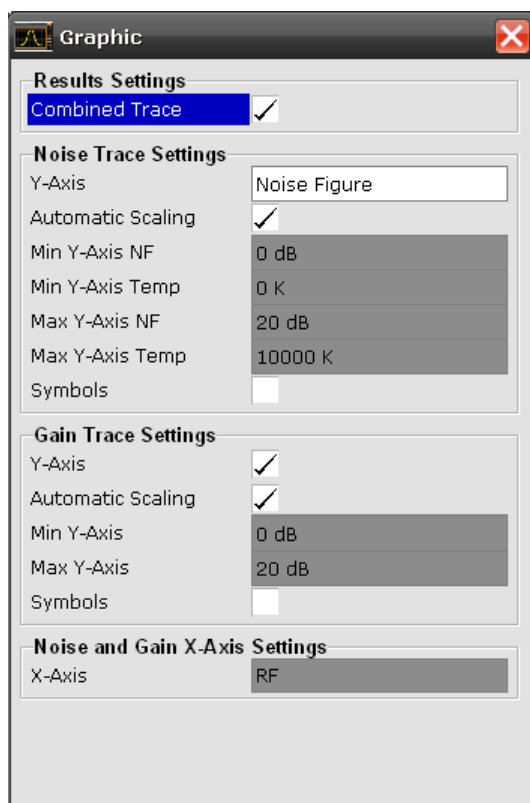 Graphic
Results Settings
Combined Trace
Noise Trace Settings
Y-Axis Noise Figure
Automatic Scaling
Min Y-Axis NF 0 dB
Min Y-Axis Temp 0 K
Max Y-Axis NF 20 dB
Max Y-Axis Temp 10000 K
Symbols
Gain Trace Settings
Y-Axis
Automatic Scaling
Min Y-Axis 0 dB
Max Y-Axis 20 dB
Symbols
Noise and Gain X-Axis Settings
X-Axis RF